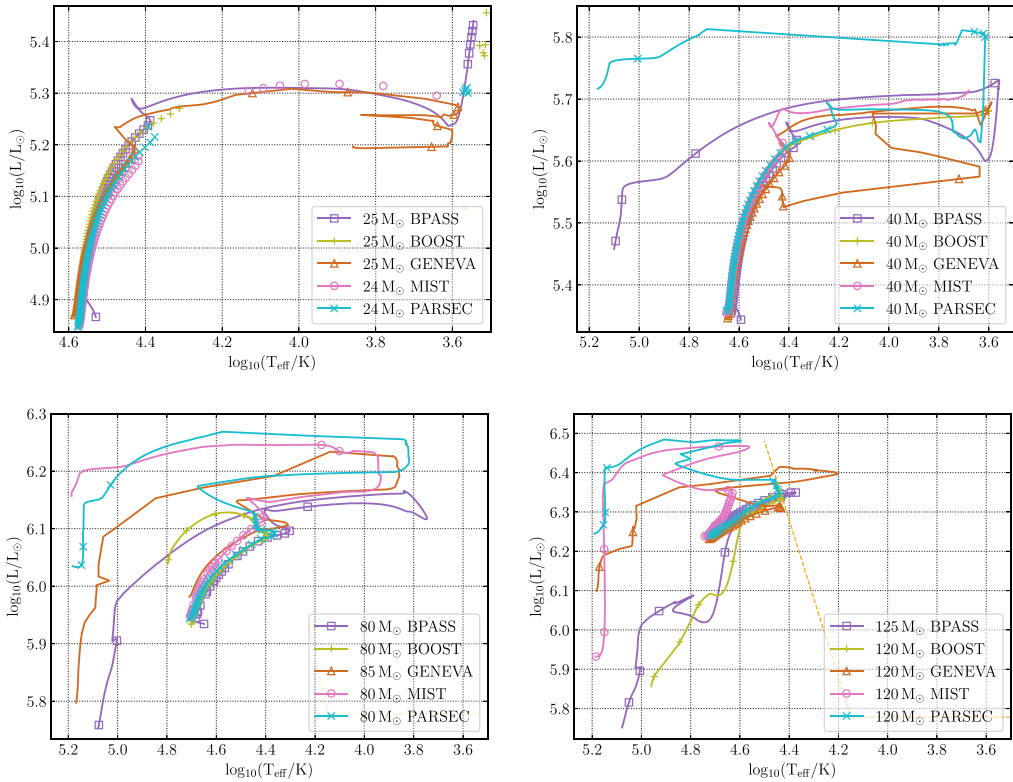 5.4
5.3
5.2
5.1
5.0
4.9
log₁₀(L/L⊙)
25 M⊙ BPASS
25 M⊙ BOOST
25 M⊙ GENEVA
24 M⊙ MIST
24 M⊙ PARSEC
4.6 4.4 4.2 4.0 3.8 3.6
log₁₀(T_eff/K)
5.8
5.7
5.6
5.5
5.4
log₁₀(L/L⊙)
40 M⊙ BPASS
40 M⊙ BOOST
40 M⊙ GENEVA
40 M⊙ MIST
40 M⊙ PARSEC
5.2 5.0 4.8 4.6 4.4 4.2 4.0 3.8 3.6
log₁₀(T_eff/K)
6.3
6.2
6.1
6.0
5.9
5.8
log₁₀(L/L⊙)
80 M⊙ BPASS
80 M⊙ BOOST
85 M⊙ GENEVA
80 M⊙ MIST
80 M⊙ PARSEC
5.2 5.0 4.8 4.6 4.4 4.2 4.0 3.8 3.6
log₁₀(T_eff/K)
6.5
6.4
6.3
6.2
6.1
6.0
5.9
5.8
log₁₀(L/L⊙)
125 M⊙ BPASS
120 M⊙ BOOST
120 M⊙ GENEVA
120 M⊙ MIST
120 M⊙ PARSEC
5.2 5.0 4.8 4.6 4.4 4.2 4.0 3.8 3.6
log₁₀(T_eff/K)